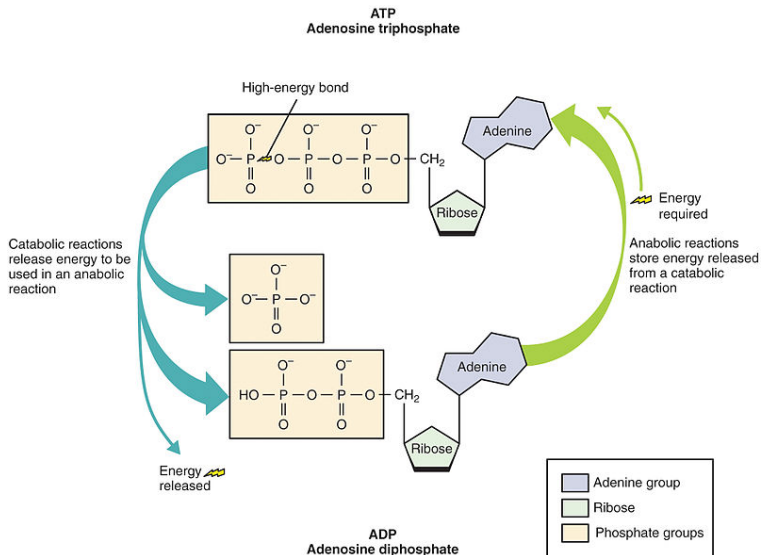 ATP
Adenosine triphosphate
High-energy bond
O⁻ O⁻ O⁻
O⁻ P O P O P O CH₂
O O O
Adenine
Ribose
Energy
required
Catabolic reactions
release energy to be
used in an anabolic
reaction
Anabolic reactions
store energy released
from a catabolic
reaction
O⁻
O⁻ P O⁻
O
O⁻ O⁻
HO P O P O CH₂
O O
Adenine
Ribose
Energy
released
Adenine group
Ribose
Phosphate groups
ADP
Adenosine diphosphate